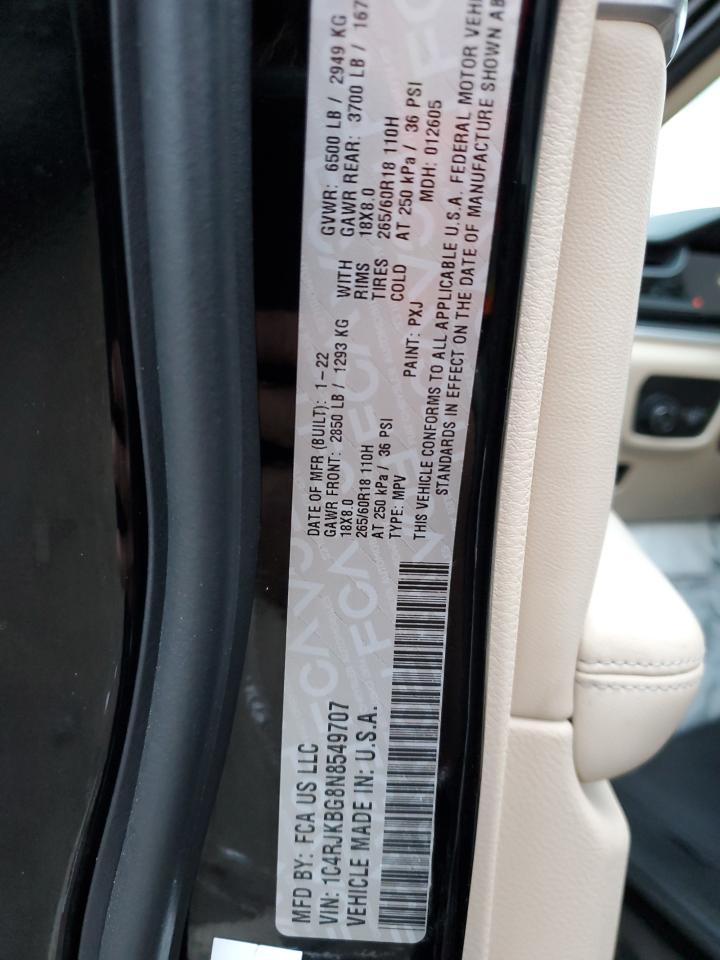 MFD BY: FCA US LLC
VIN: 1C4RJKBG8N8549707
VEHICLE MADE IN: U.S.A.
DATE OF MFR (BUILT): 1-22 GVWR: 6500 LB / 2949 KG
GAWR FRONT: 2850 LB / 1293 KG WITH GAWR REAR: 3700 LB / 167
18X8.0 RIMS 18X8.0
265/60R18 110H TIRES 265/60R18 110H
AT 250 kPa / 36 PSI COLD AT 250 kPa / 36 PSI
TYPE: MPV PAINT: PXJ MDH: 012605
THIS VEHICLE CONFORMS TO ALL APPLICABLE U.S.A. FEDERAL MOTOR VEHI
STANDARDS IN EFFECT ON THE DATE OF MANUFACTURE SHOWN AB